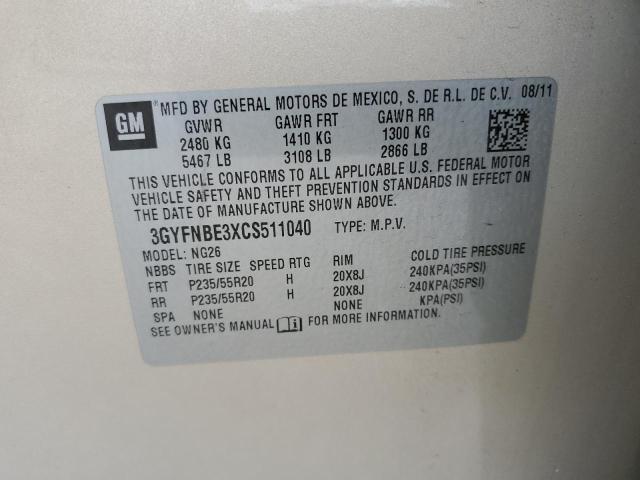 GM
MFD BY GENERAL MOTORS DE MEXICO, S. DE R.L. DE C.V. 08/11
GVWR GAWR FRT GAWR RR
2480 KG 1410 KG 1300 KG
5467 LB 3108 LB 2866 LB
THIS VEHICLE CONFORMS TO ALL APPLICABLE U.S. FEDERAL MOTOR
VEHICLE SAFETY AND THEFT PREVENTION STANDARDS IN EFFECT ON
THE DATE OF MANUFACTURE SHOWN ABOVE.
3GYFNBE3XCS511040 TYPE: M.P.V.
MODEL: NG26
NBBS TIRE SIZE SPEED RTG RIM COLD TIRE PRESSURE
FRT P235/55R20 H 20X8J 240KPA(35PSI)
RR P235/55R20 H 20X8J 240KPA(35PSI)
SPA NONE NONE KPA(PSI)
SEE OWNER'S MANUAL FOR MORE INFORMATION.